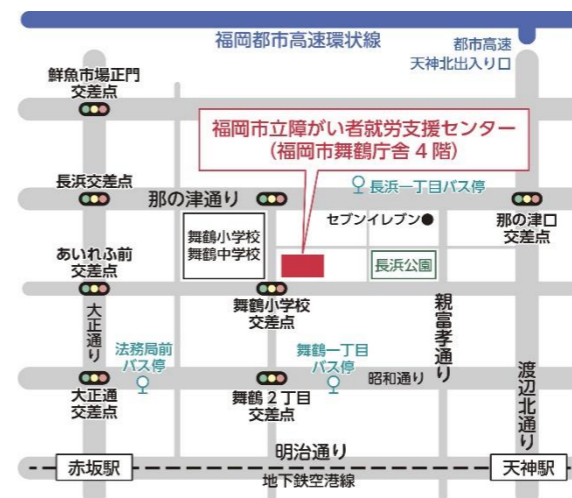 福岡都市高速環状線
都市高速
天神北出入り口
鮮魚市場正門
交差点
福岡市立障がい者就労支援センター
(福岡市舞鶴庁舎4階)
長浜交差点
那の津通り
長浜一丁目バス停
セブンイレブン
那の津口
交差点
舞鶴小学校
舞鶴中学校
長浜公園
あいれふ前
交差点
舞鶴小学校
交差点
大正通り
親富孝通り
渡辺北通り
法務局前
バス停
舞鶴一丁目
バス停
昭和通り
大正通
交差点
舞鶴2丁目
交差点
明治通り
赤坂駅
天神駅
地下鉄空港線